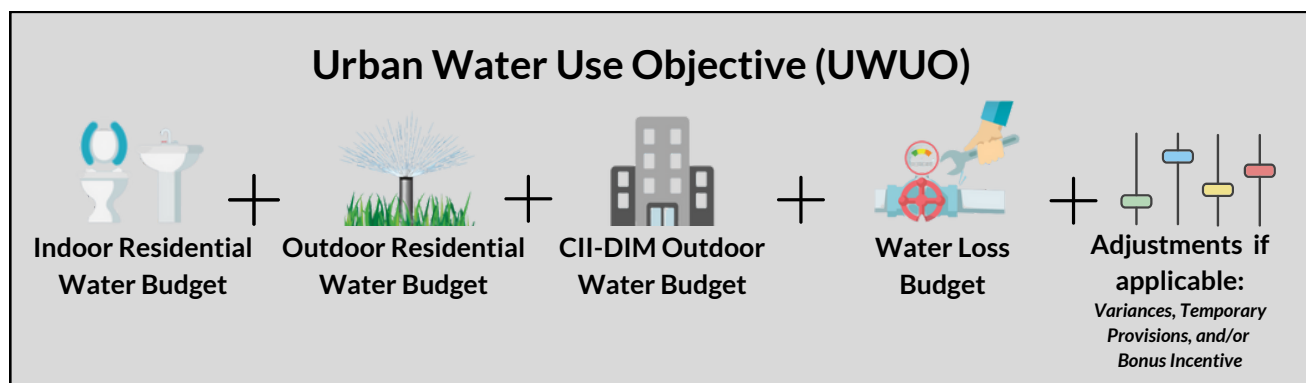 Urban Water Use Objective (UWUO)
Indoor Residential
Water Budget
Outdoor Residential
Water Budget
CII-DIM Outdoor
Water Budget
Water Loss
Budget
Adjustments if
applicable:
Variances, Temporary
Provisions, and/or
Bonus Incentive